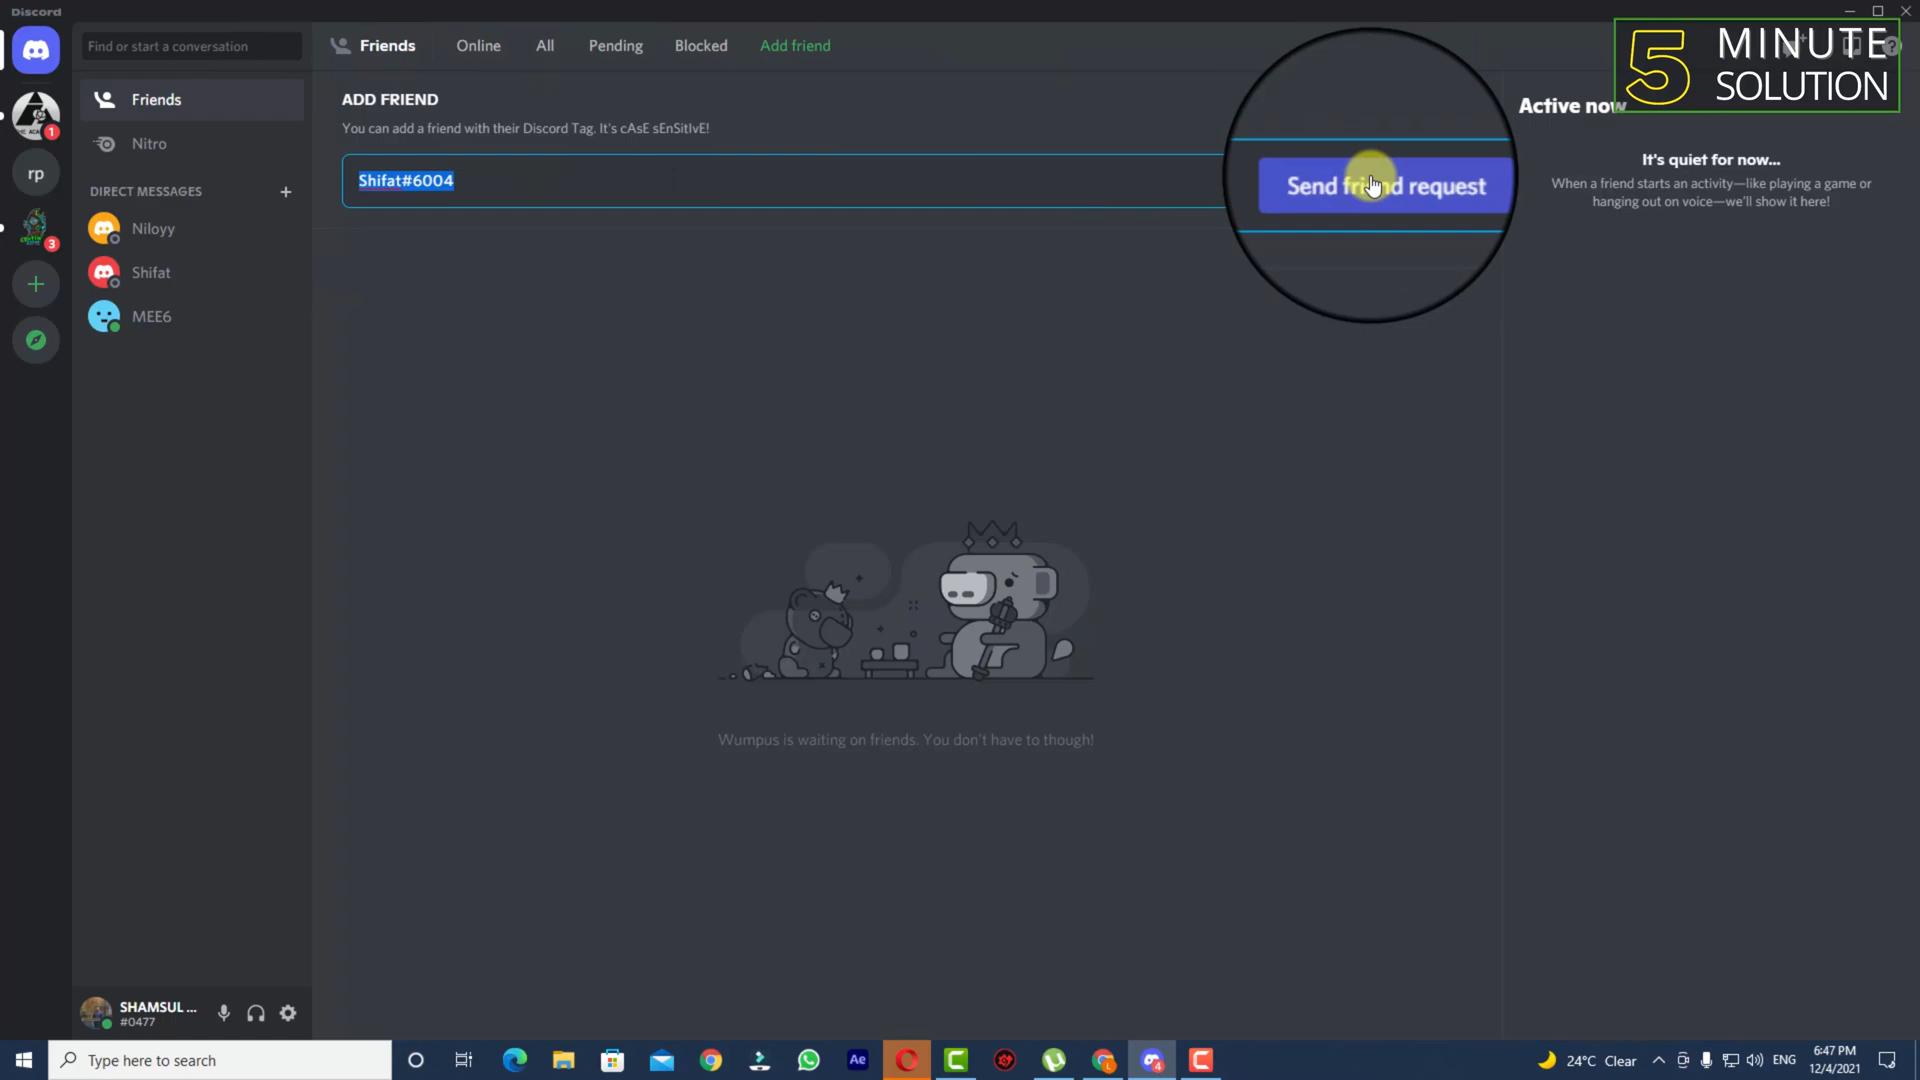 Discord
Find or start a conversation
Friends
Online
All
Pending
Blocked
Add friend
5 MINUTE
SOLUTION
Friends
Nitro
DIRECT MESSAGES
Niloyy
Shifat
MEE6
1
rp
3
ADD FRIEND
You can add a friend with their Discord Tag. It's cAsE sEnSitIvE!
Shifat#6004
Send friend request
Active now
It's quiet for now...
When a friend starts an activity—like playing a game or
hanging out on voice—we'll show it here!
Wumpus is waiting on friends. You don't have to though!
SHAMSUL ...
#0477
Type here to search
Ae
L
4
24°C Clear
ENG
6:47 PM
12/4/2021